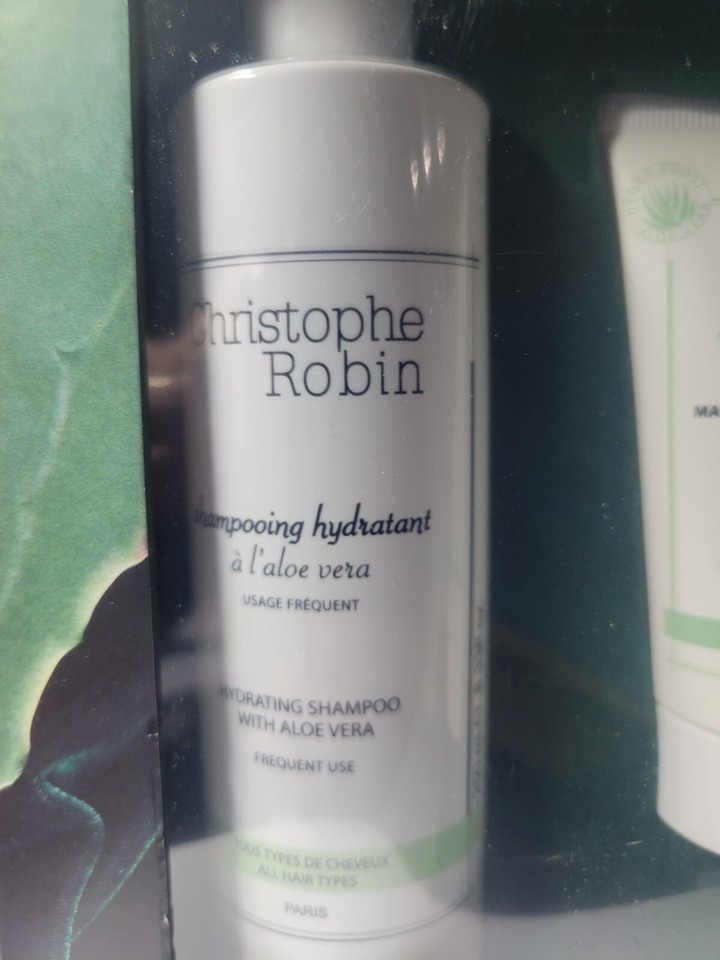 Christophe
Robin
shampooing hydratant
à l'aloe vera
USAGE FRÉQUENT
HYDRATING SHAMPOO
WITH ALOE VERA
FREQUENT USE
TOUS TYPES DE CHEVEUX
ALL HAIR TYPES
PARIS
MA